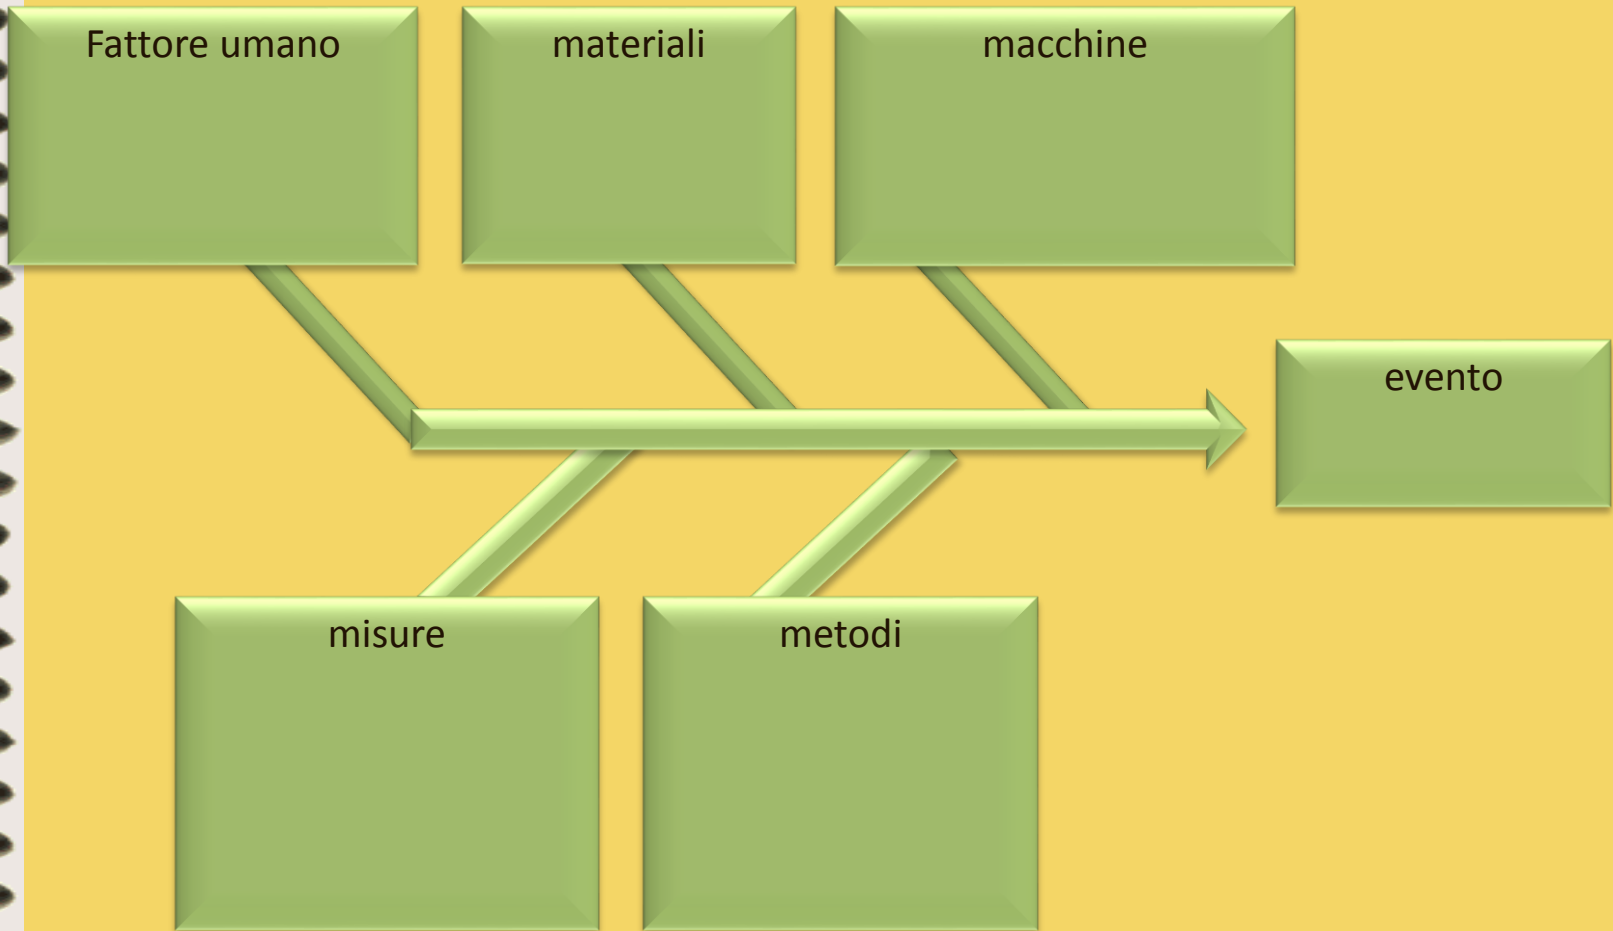 Fattore umano
materiali
macchine
evento
misure
metodi